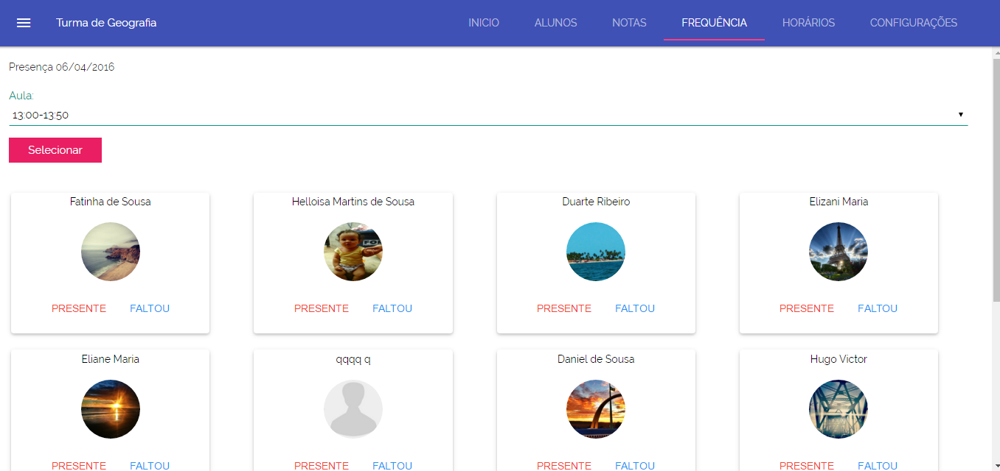 Turma de Geografia INICIO ALUNOS NOTAS FREQUÊNCIA HORÁRIOS CONFIGURAÇÕES
Presença 06/04/2016
Aula:
13:00-13:50
Selecionar
Fatinha de Sousa Helloisa Martins de Sousa Duarte Ribeiro Elizani Maria
PRESENTE FALTOU PRESENTE FALTOU PRESENTE FALTOU PRESENTE FALTOU
Eliane Maria qqqq q Daniel de Sousa Hugo Victor
PRESENTE FALTOU PRESENTE FALTOU PRESENTE FALTOU PRESENTE FALTOU